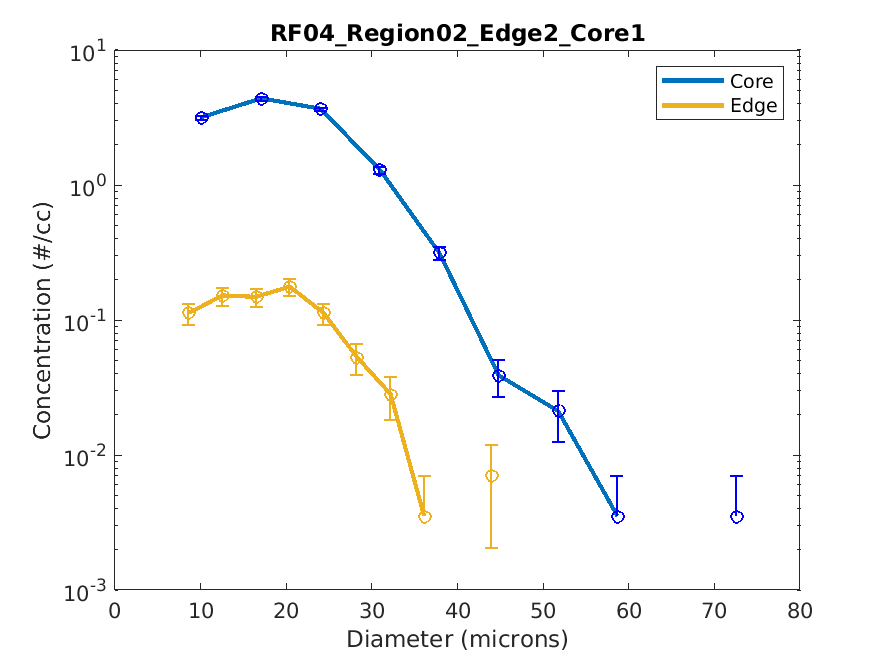 RF04_Region02_Edge2_Core1
10^1
10^0
10^-1
10^-2
10^-3
Concentration (#/cc)
Core
Edge
0 10 20 30 40 50 60 70 80
Diameter (microns)